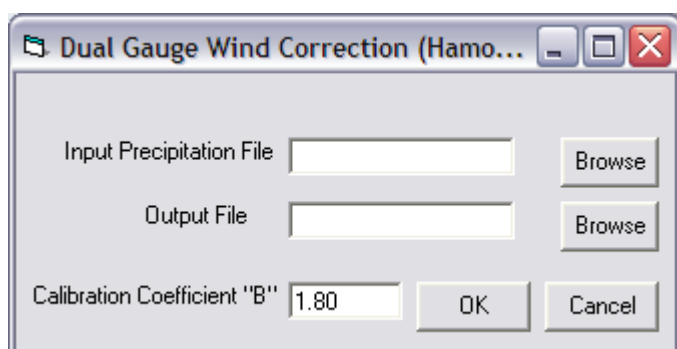 Dual Gauge Wind Correction (Hamo...
Input Precipitation File Browse
Output File Browse
Calibration Coefficient "B" 1.80 OK Cancel